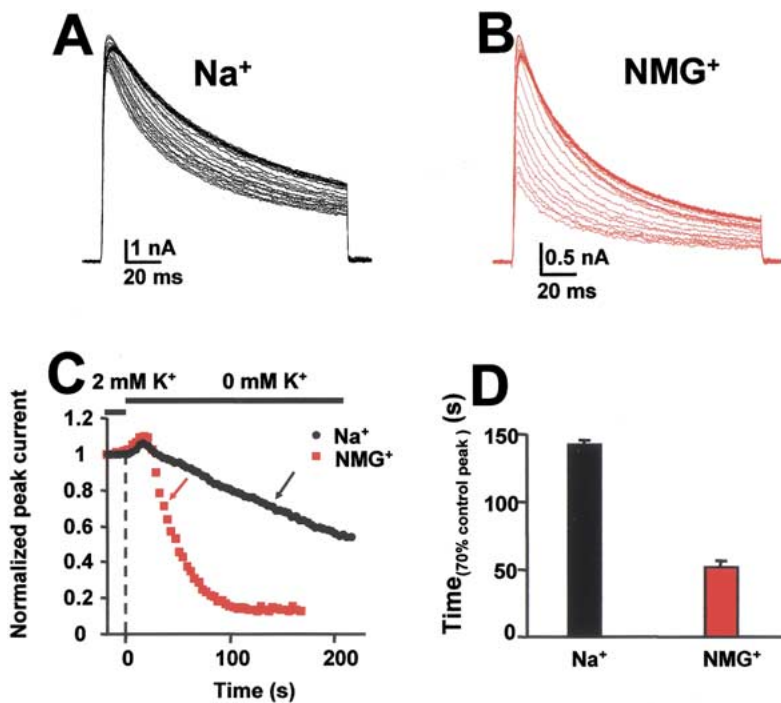 A
Na+
1 nA
20 ms
B
NMG+
0.5 nA
20 ms
C
2 mM K+
0 mM K+
Normalized peak current
1.2
1
0.8
0.6
0.4
0.2
0
Na+
NMG+
0
100
200
Time (s)
D
Time(70% control peak ) (s)
150
100
50
0
Na+
NMG+